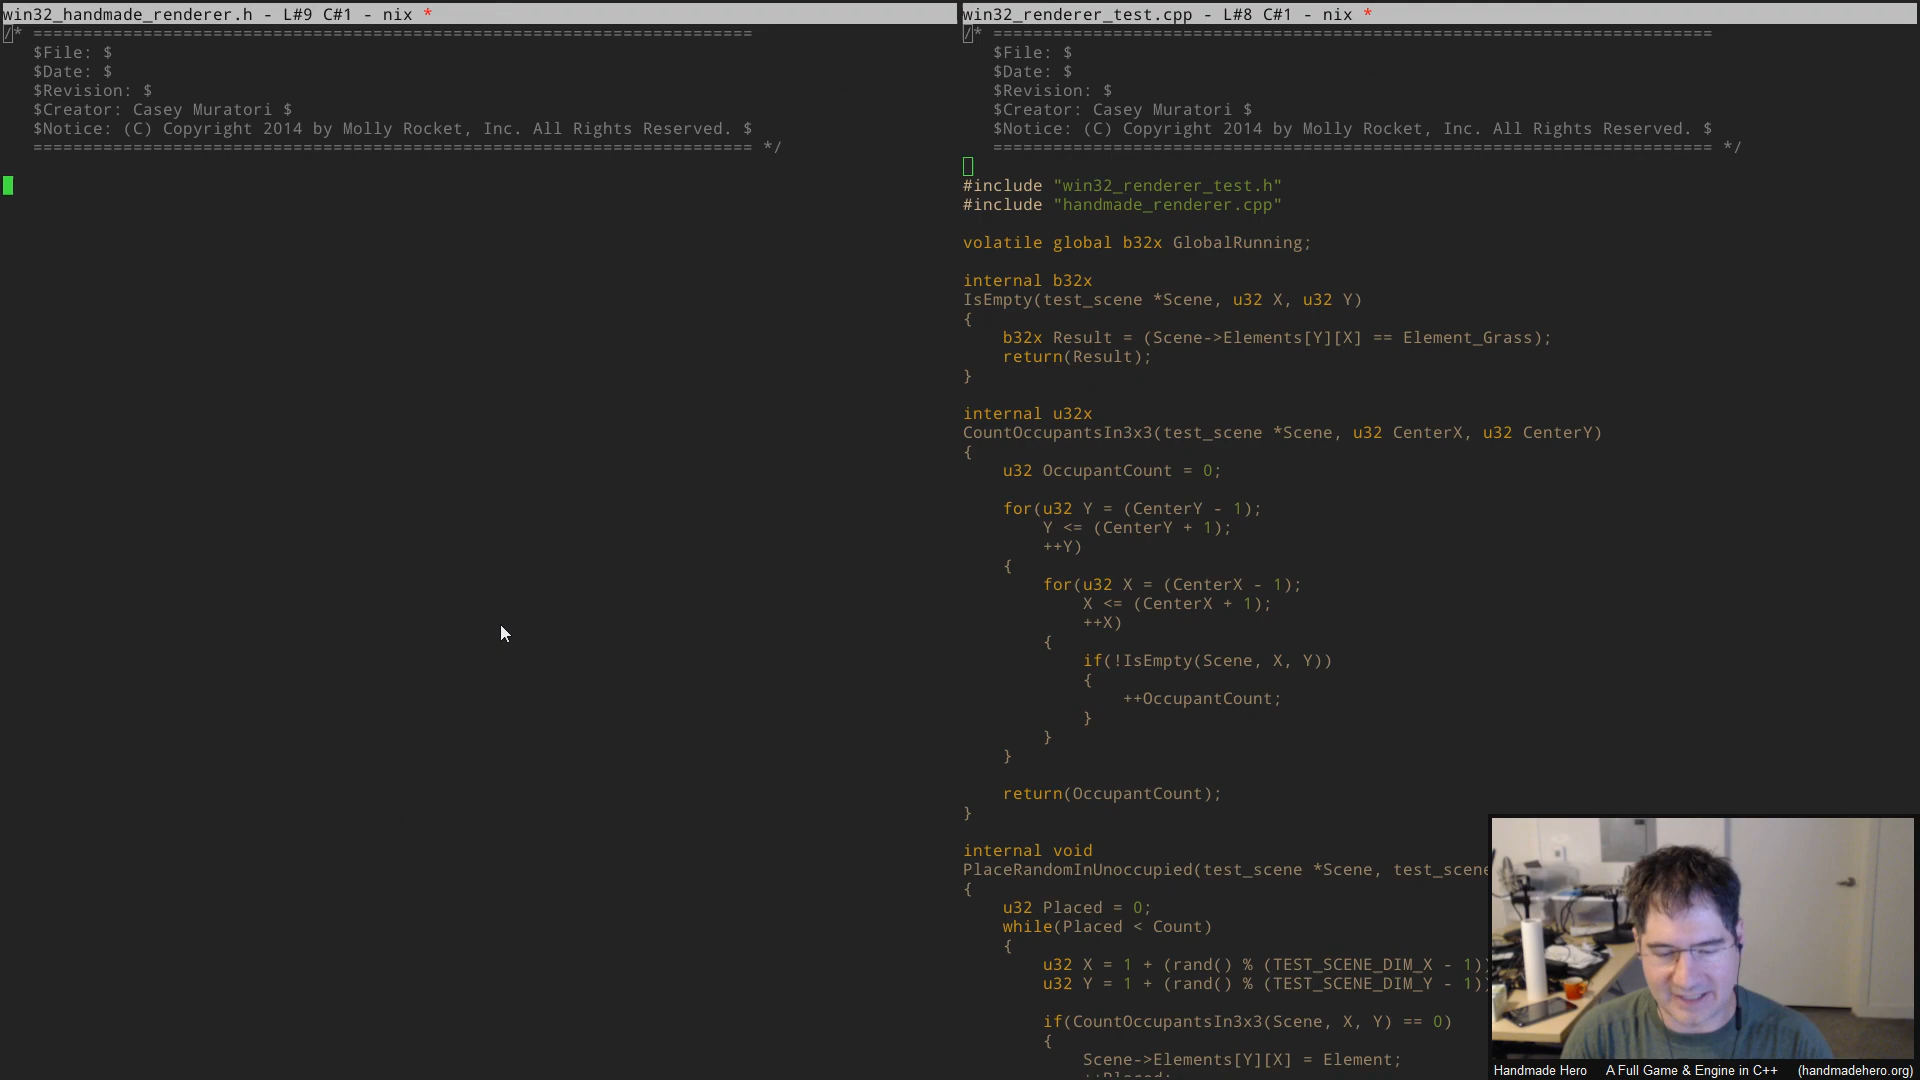 win32_handmade_renderer.h - L#9 C#1 - nix *
/* ========================================================================
$File: $
$Date: $
$Revision: $
$Creator: Casey Muratori $
$Notice: (C) Copyright 2014 by Molly Rocket, Inc. All Rights Reserved. $
======================================================================== */
win32_renderer_test.cpp - L#8 C#1 - nix *
/* ========================================================================
$File: $
$Date: $
$Revision: $
$Creator: Casey Muratori $
$Notice: (C) Copyright 2014 by Molly Rocket, Inc. All Rights Reserved. $
======================================================================== */
#include "win32_renderer_test.h"
#include "handmade_renderer.cpp"
volatile global b32x GlobalRunning;
internal b32x
IsEmpty(test_scene *Scene, u32 X, u32 Y)
{
b32x Result = (Scene->Elements[Y][X] == Element_Grass);
return(Result);
}
internal u32x
CountOccupantsIn3x3(test_scene *Scene, u32 CenterX, u32 CenterY)
{
u32 OccupantCount = 0;
for(u32 Y = (CenterY - 1);
Y <= (CenterY + 1);
++Y)
{
for(u32 X = (CenterX - 1);
X <= (CenterX + 1);
++X)
{
if(!IsEmpty(Scene, X, Y))
{
++OccupantCount;
}
}
}
return(OccupantCount);
}
internal void
PlaceRandomInUnoccupied(test_scene *Scene, test_scene
{
u32 Placed = 0;
while(Placed < Count)
{
u32 X = 1 + (rand() % (TEST_SCENE_DIM_X - 1)
u32 Y = 1 + (rand() % (TEST_SCENE_DIM_Y - 1)
if(CountOccupantsIn3x3(Scene, X, Y) == 0)
{
Scene->Elements[Y][X] = Element;
Handmade Hero A Full Game & Engine in C++ (handmadehero.org)